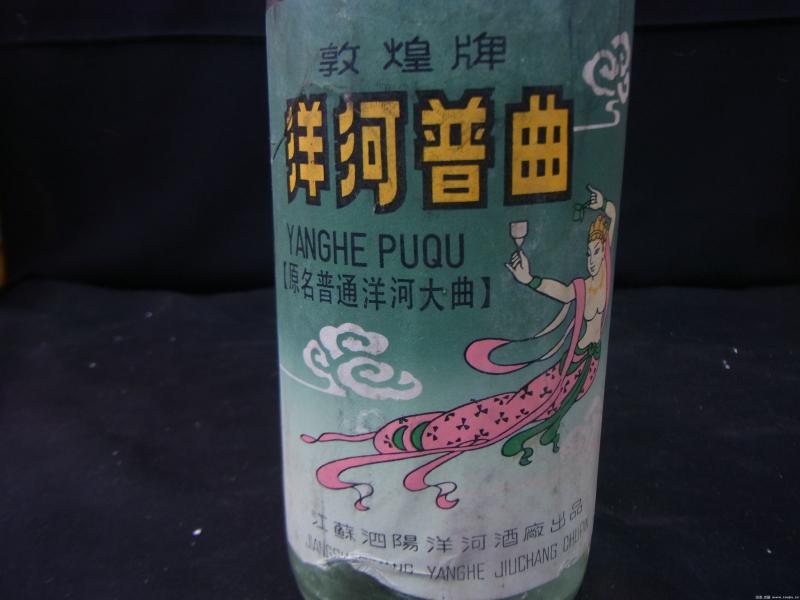 敦煌牌
洋河普曲
YANGHE PUQU
【原名普通洋河大曲】
江蘇泗陽洋河酒廠出品
YANGHE JIUCHANG CHUPIN